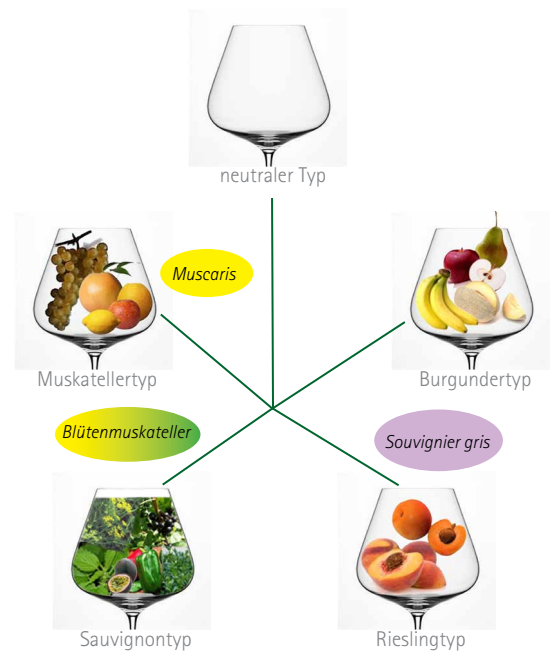 neutraler Typ
Muscaris
Muskatellertyp
Burgundertyp
Blütenmuskateller
Souvignier gris
Sauvignontyp
Rieslingtyp